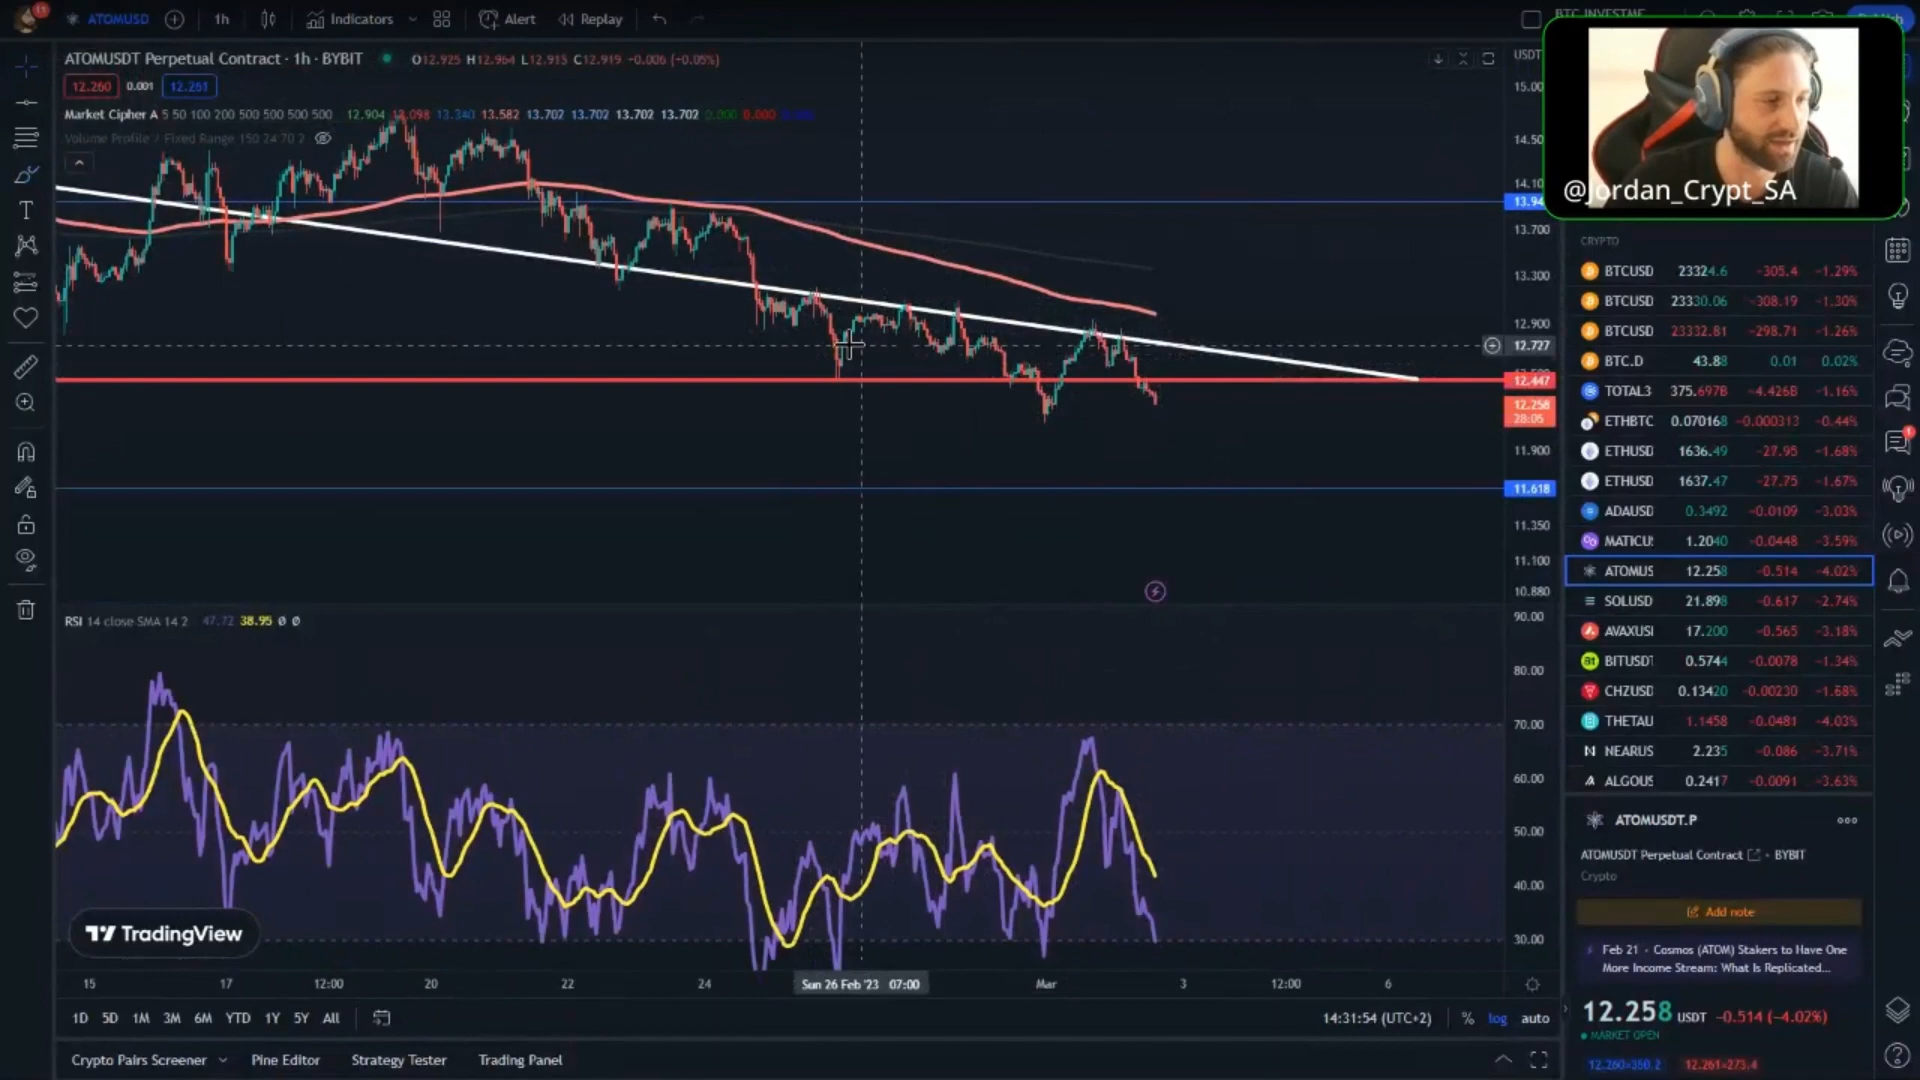 11 ATOMUSD 1h Indicators Alert Replay
BTC INVESTME
ATOMUSDT Perpetual Contract · 1h · BYBIT O12.925 H12.964 L12.913 C12.919 -0.006 (-0.05%)
USDT
12.260 0.001 12.261
Market Cipher A 5 50 100 200 500 500 500 500 12.904 13.098 13.340 13.582 13.702 13.702 13.702 13.702 0.000 0.000
Volume Profile / Fixed Range 150 24 70 2
@Jordan_Crypt_SA
15.00
14.50
14.10
13.94
13.700
13.300
12.900
12.727
12.447
12.258
28:05
11.900
11.618
11.350
11.100
10.880
RSI 14 close SMA 14 2 47.72 38.95 Ø Ø
90.00
80.00
70.00
60.00
50.00
40.00
30.00
TradingView
15 17 12:00 20 22 24 Sun 26 Feb '23 07:00 Mar 3 12:00 6
1D 5D 1M 3M 6M YTD 1Y 5Y All 14:31:54 (UTC+2) % log auto
Crypto Pairs Screener Pine Editor Strategy Tester Trading Panel
CRYPTO
BTCUSD 23324.6 -305.4 -1.29%
BTCUSD 23330.06 -308.19 -1.30%
BTCUSD 23332.81 -298.71 -1.26%
BTC.D 43.88 0.01 0.02%
TOTAL3 375.697B -4.426B -1.16%
ETHBTC 0.070168 -0.000313 -0.44%
ETHUSD 1636.49 -27.95 -1.68%
ETHUSD 1637.47 -27.75 -1.67%
ADAUSD 0.3492 -0.0109 -3.03%
MATICU 1.2040 -0.0448 -3.59%
ATOMUS 12.258 -0.514 -4.02%
SOLUSD 21.898 -0.617 -2.74%
AVAXUS 17.200 -0.565 -3.18%
BITUSDT 0.5744 -0.0078 -1.34%
CHZUSD 0.13420 -0.00230 -1.68%
THETAU 1.1458 -0.0481 -4.03%
NEARUS 2.235 -0.086 -3.71%
ALGOUS 0.2417 -0.0091 -3.63%
ATOMUSDT.P
ATOMUSDT Perpetual Contract · BYBIT
Crypto
Add note
Feb 21 · Cosmos (ATOM) Stakers to Have One
More Income Stream: What Is Replicated...
12.258 USDT -0.514 (-4.02%)
MARKET OPEN
12.260×350.2 12.261×273.4